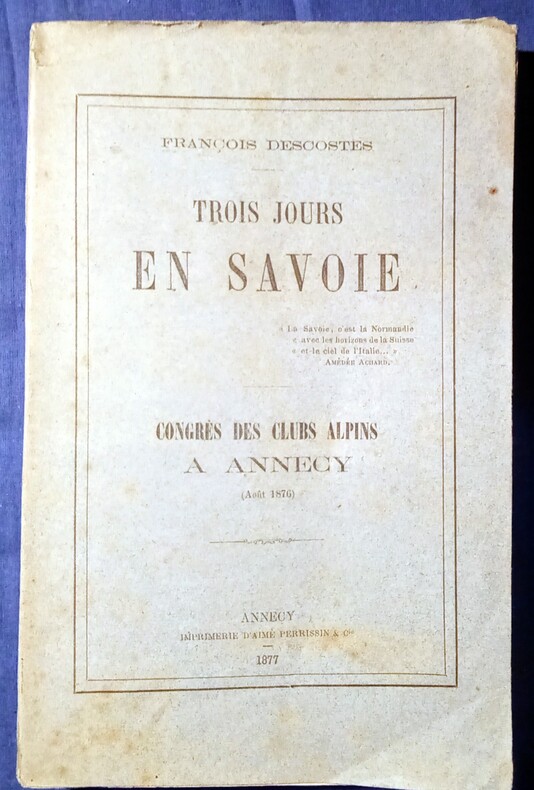 FRANÇOIS DESCOSTES
TROIS JOURS
EN SAVOIE
« La Savoie, c'est la Normandie
« avec les horizons de la Suisse
« et le ciel de l'Italie... »
AMÉDÉE ACHARD.
CONGRÈS DES CLUBS ALPINS
A ANNECY
(Août 1876)
ANNECY
IMPRIMERIE D'AIMÉ PERRISSIN & Cie
1877